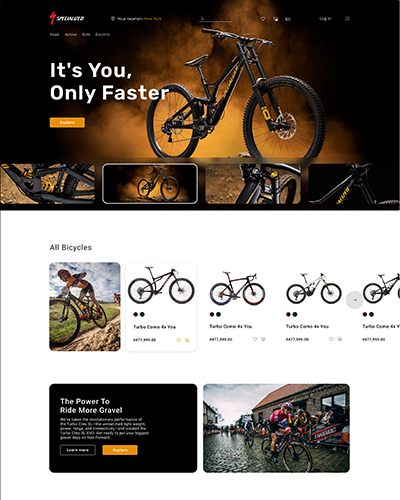 SPECIALIZED
Your location: New York
En
Log in
Road Active Kids Electric
It's You,
Only Faster
Explore
All Bicycles
Turbo Como 4x You
Turbo Como 4x You
Turbo Como 4x You
Turbo Como 4x
₽477,999.00
₽477,999.00
₽477,999.00
₽477,999.00
The Power To
Ride More Gravel
We've taken the revolutionary performance of
the Turbo Creo SL—the unmatched light weight,
power, range, and connectivity—and created the
Turbo Creo SL EVO. Get ready to put your biggest
gravel days on fast-forward.
Learn more
Explore